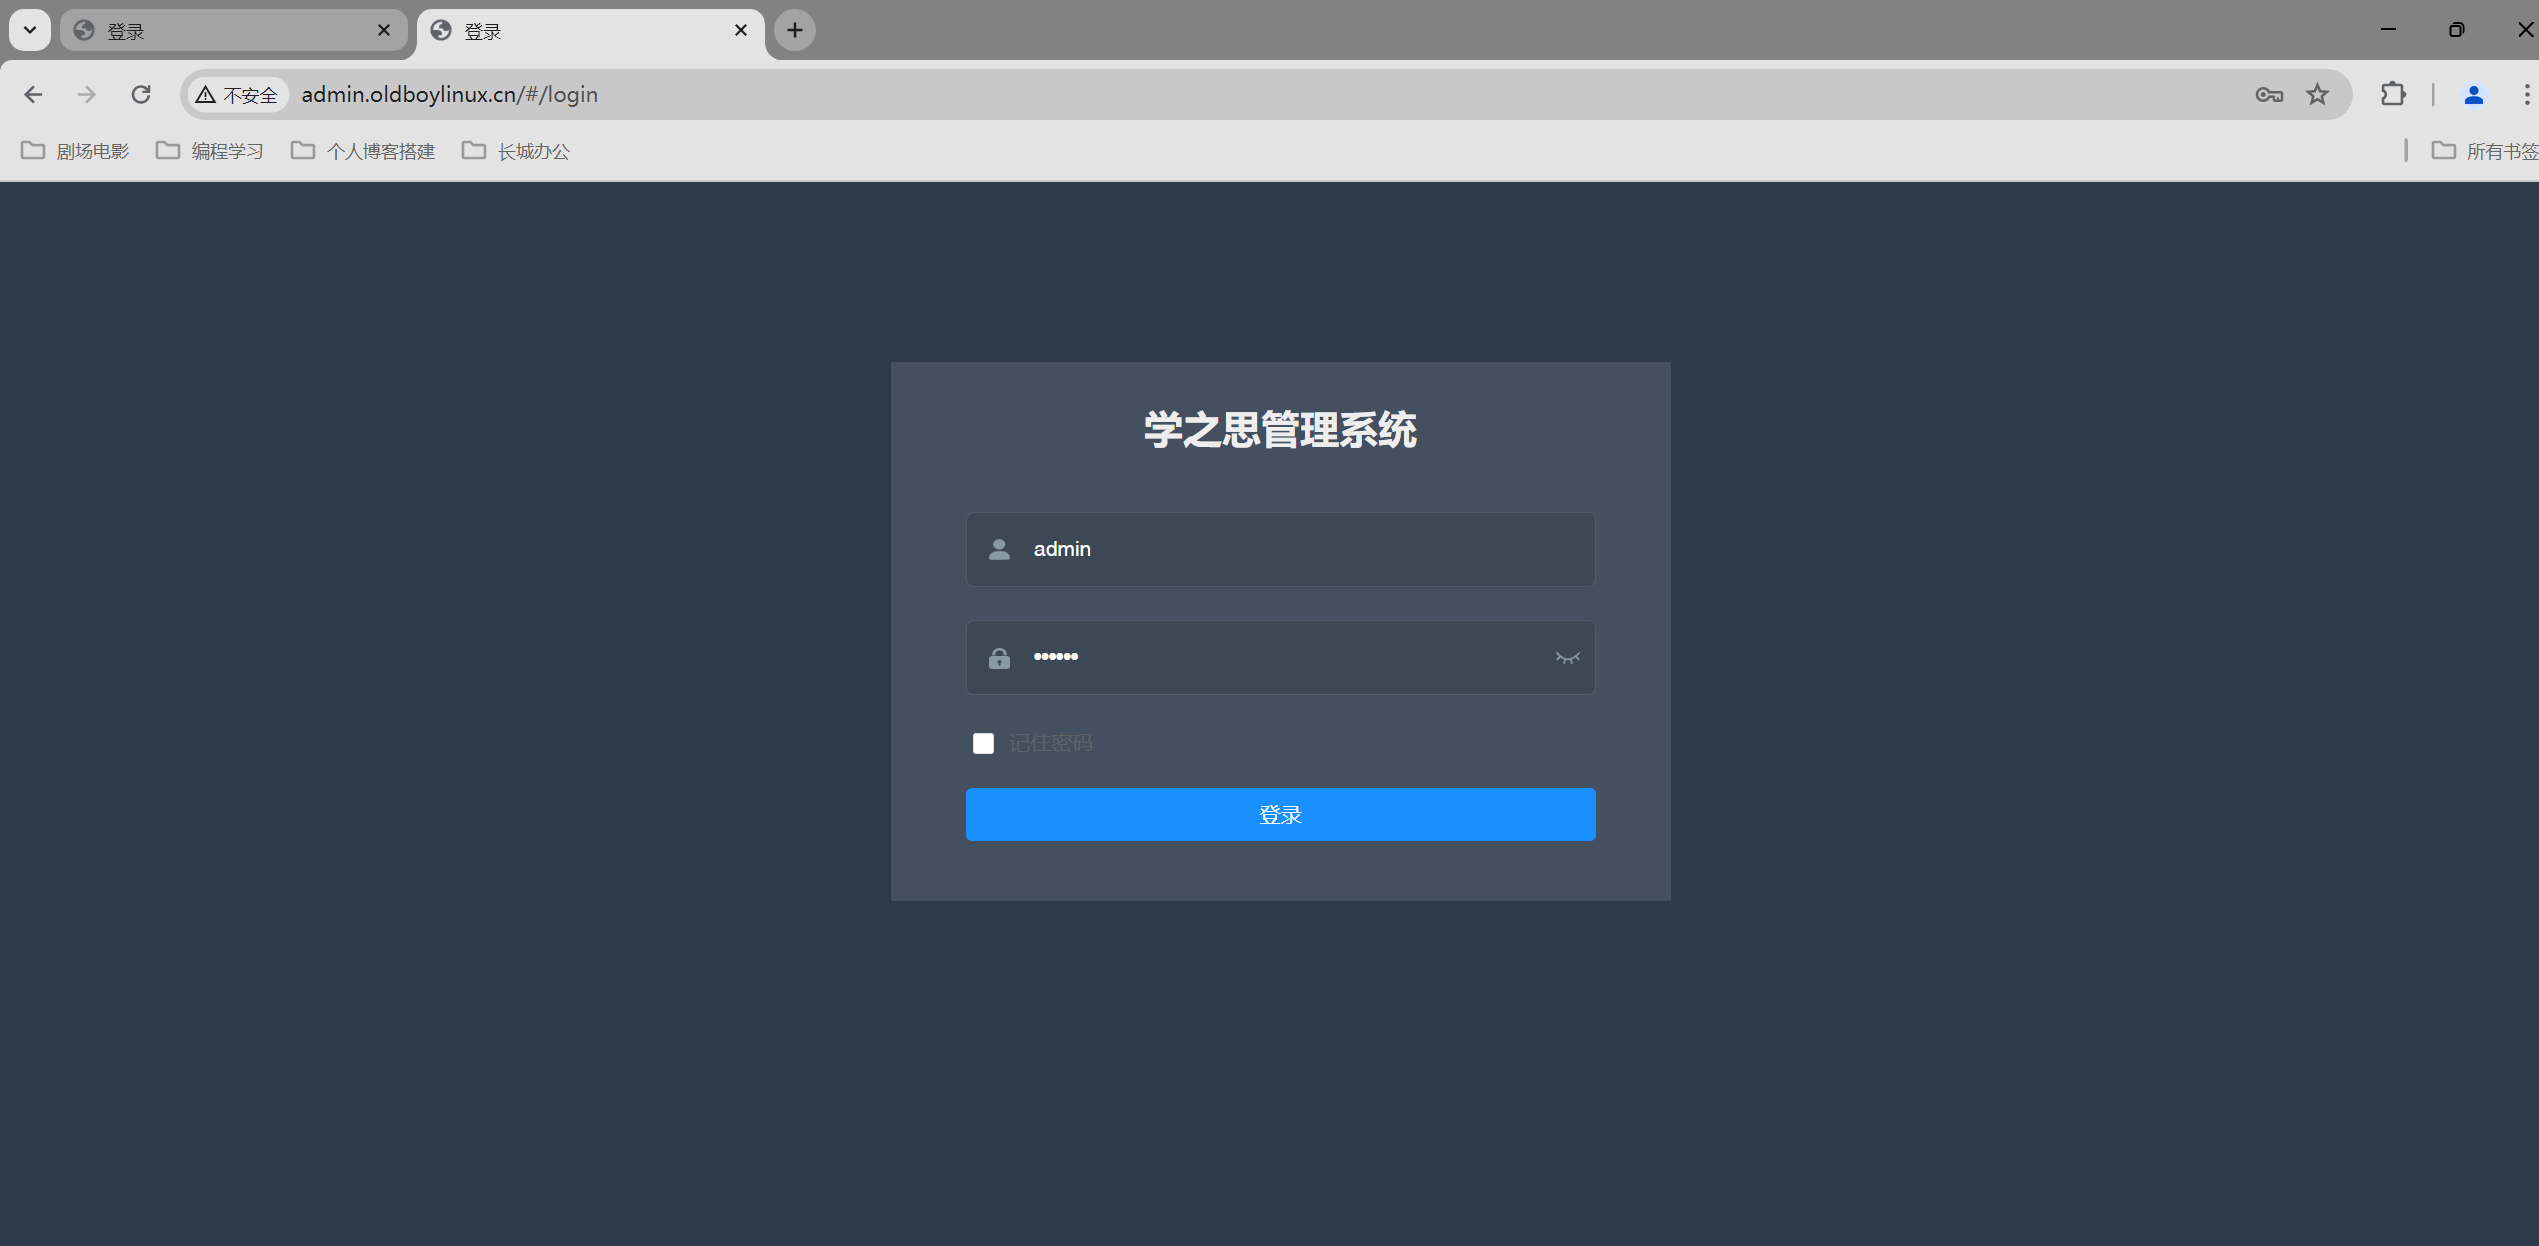 登录
登录
不安全 admin.oldboylinux.cn/#/login
剧场电影 编程学习 个人博客搭建 长城办公 所有书签
学之思管理系统
admin
••••••
记住密码
登录